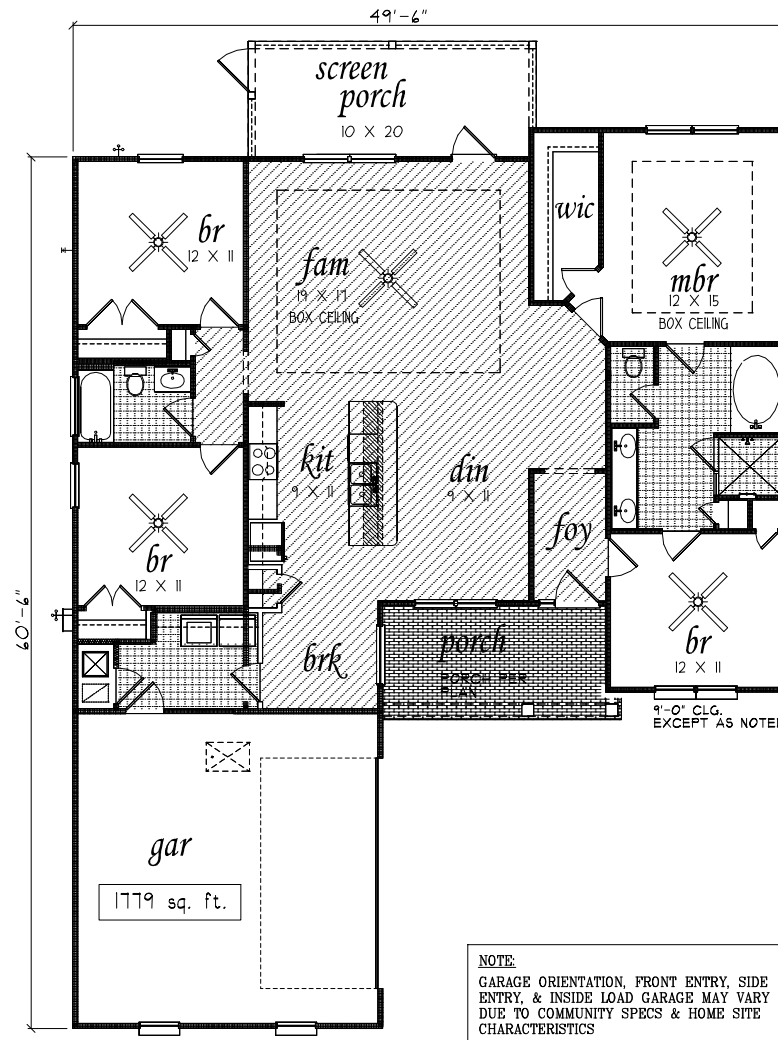 49'-6"
screen
porch
10 X 20
br
12 X 11
wic
fam
19 X 17
BOX CEILING
mbr
12 X 15
BOX CEILING
kit
9 X 11
din
9 X 11
foy
br
12 X 11
60'-6"
brk
porch
PORCH PER
PLAN
br
12 X 11
9'-0" CLG.
EXCEPT AS NOTE
gar
1779 sq. ft.
NOTE:
GARAGE ORIENTATION, FRONT ENTRY, SIDE
ENTRY, & INSIDE LOAD GARAGE MAY VARY
DUE TO COMMUNITY SPECS & HOME SITE
CHARACTERISTICS